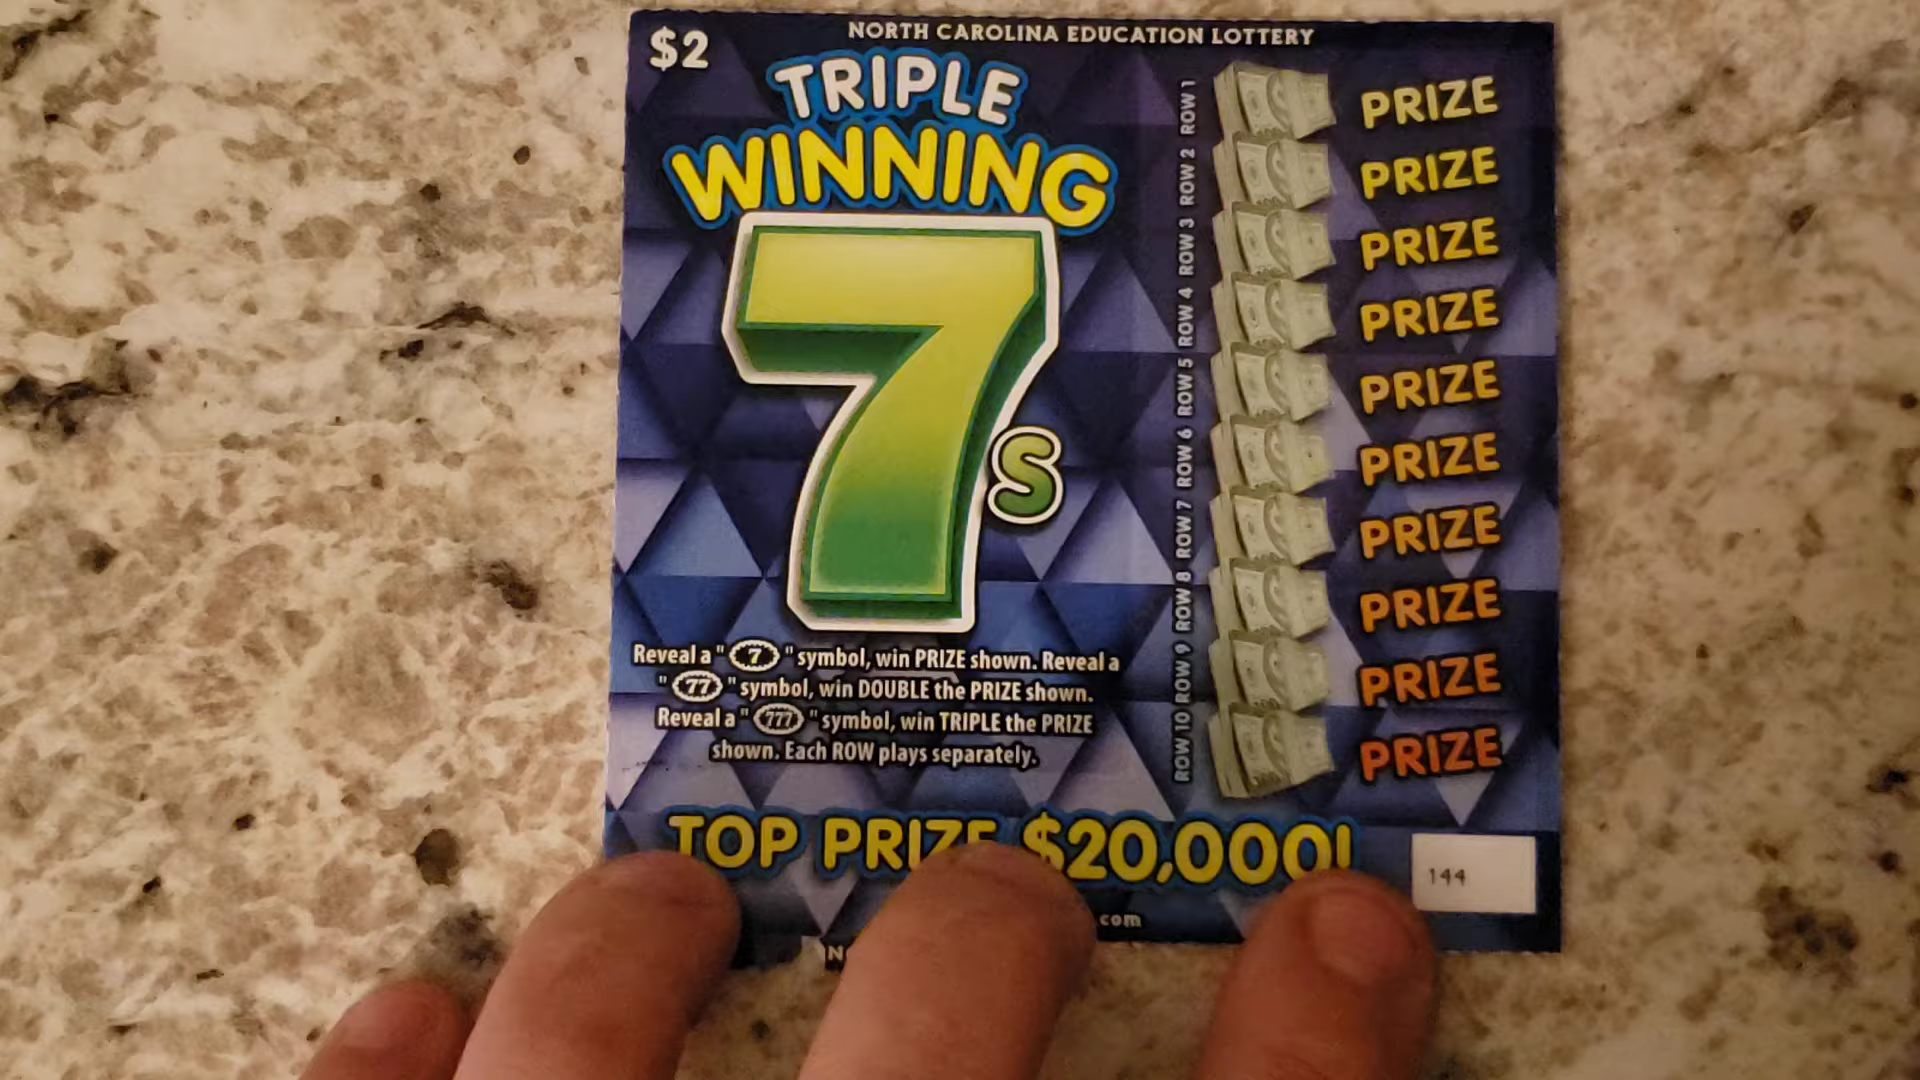 NORTH CAROLINA EDUCATION LOTTERY
$2
TRIPLE
WINNING
7
s
Reveal a " 7 " symbol, win PRIZE shown. Reveal a
" 77 " symbol, win DOUBLE the PRIZE shown.
Reveal a " 777 " symbol, win TRIPLE the PRIZE
shown. Each ROW plays separately.
ROW 1 PRIZE
ROW 2 PRIZE
ROW 3 PRIZE
ROW 4 PRIZE
ROW 5 PRIZE
ROW 6 PRIZE
ROW 7 PRIZE
ROW 8 PRIZE
ROW 9 PRIZE
ROW 10 PRIZE
TOP PRIZE $20,000!
144
.com